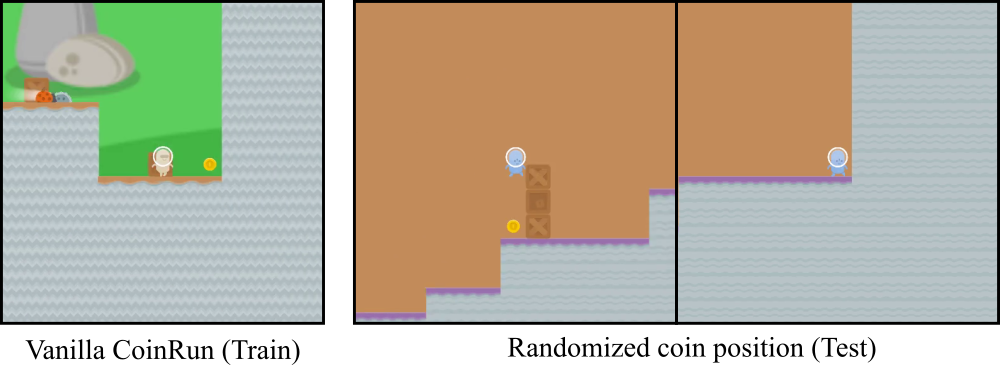 Vanilla CoinRun (Train)
Randomized coin position (Test)